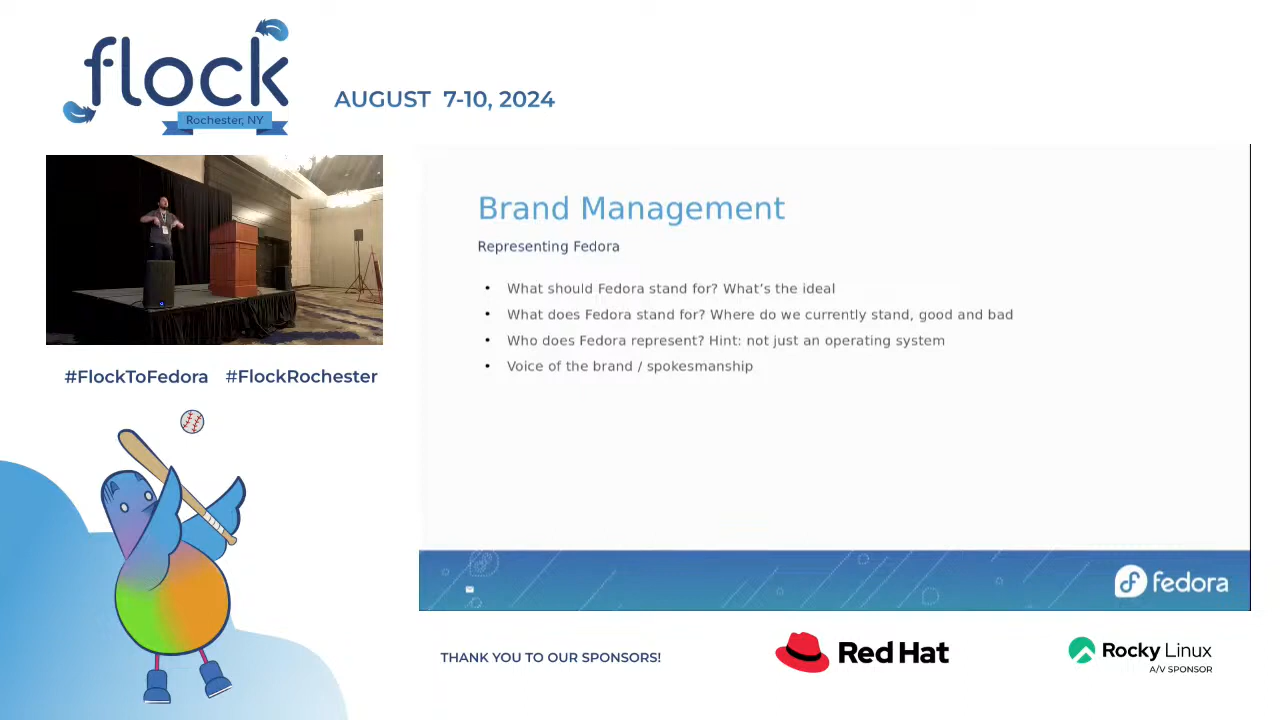 flock
Rochester, NY
AUGUST 7-10, 2024
Brand Management
Representing Fedora
• What should Fedora stand for? What's the ideal
• What does Fedora stand for? Where do we currently stand, good and bad
• Who does Fedora represent? Hint: not just an operating system
• Voice of the brand / spokesmanship
fedora
#FlockToFedora #FlockRochester
THANK YOU TO OUR SPONSORS!
Red Hat
Rocky Linux
A/V SPONSOR